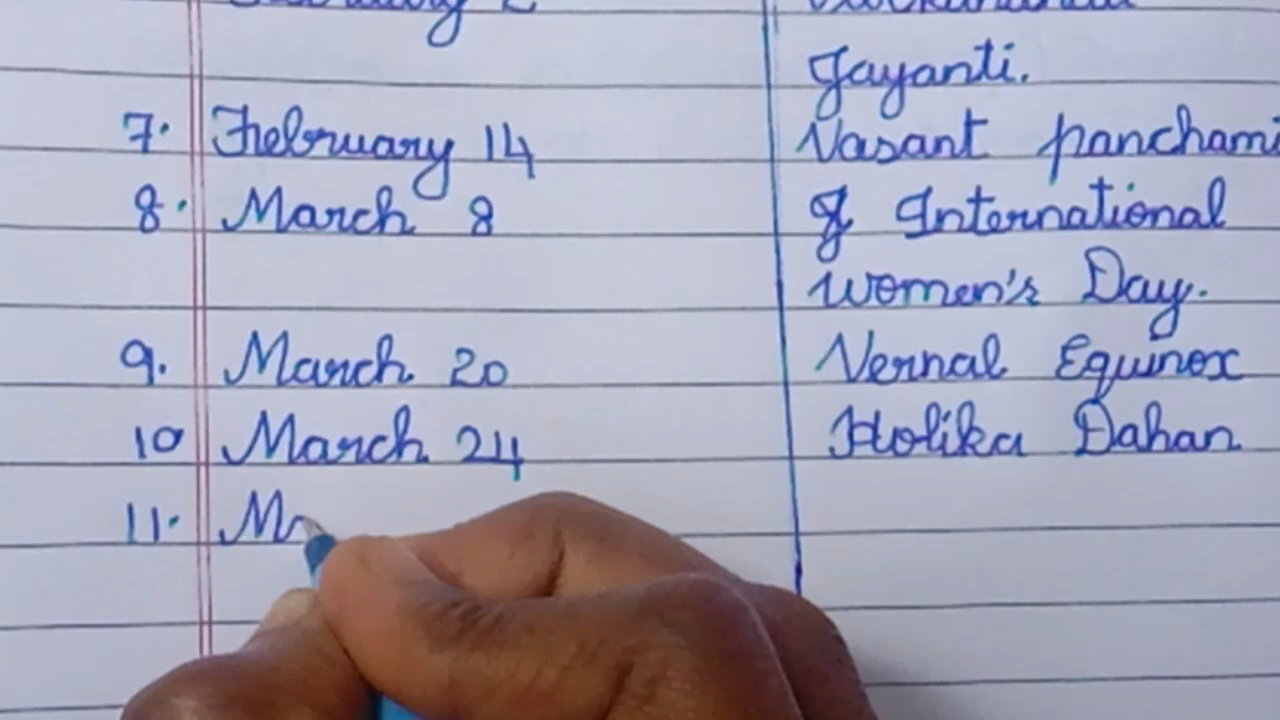 Jayanti.
7. February 14 Vasant panchami
8. March 8 International
women's Day.
9. March 20 Vernal Equinox
10 March 24 Holika Dahan
11. M